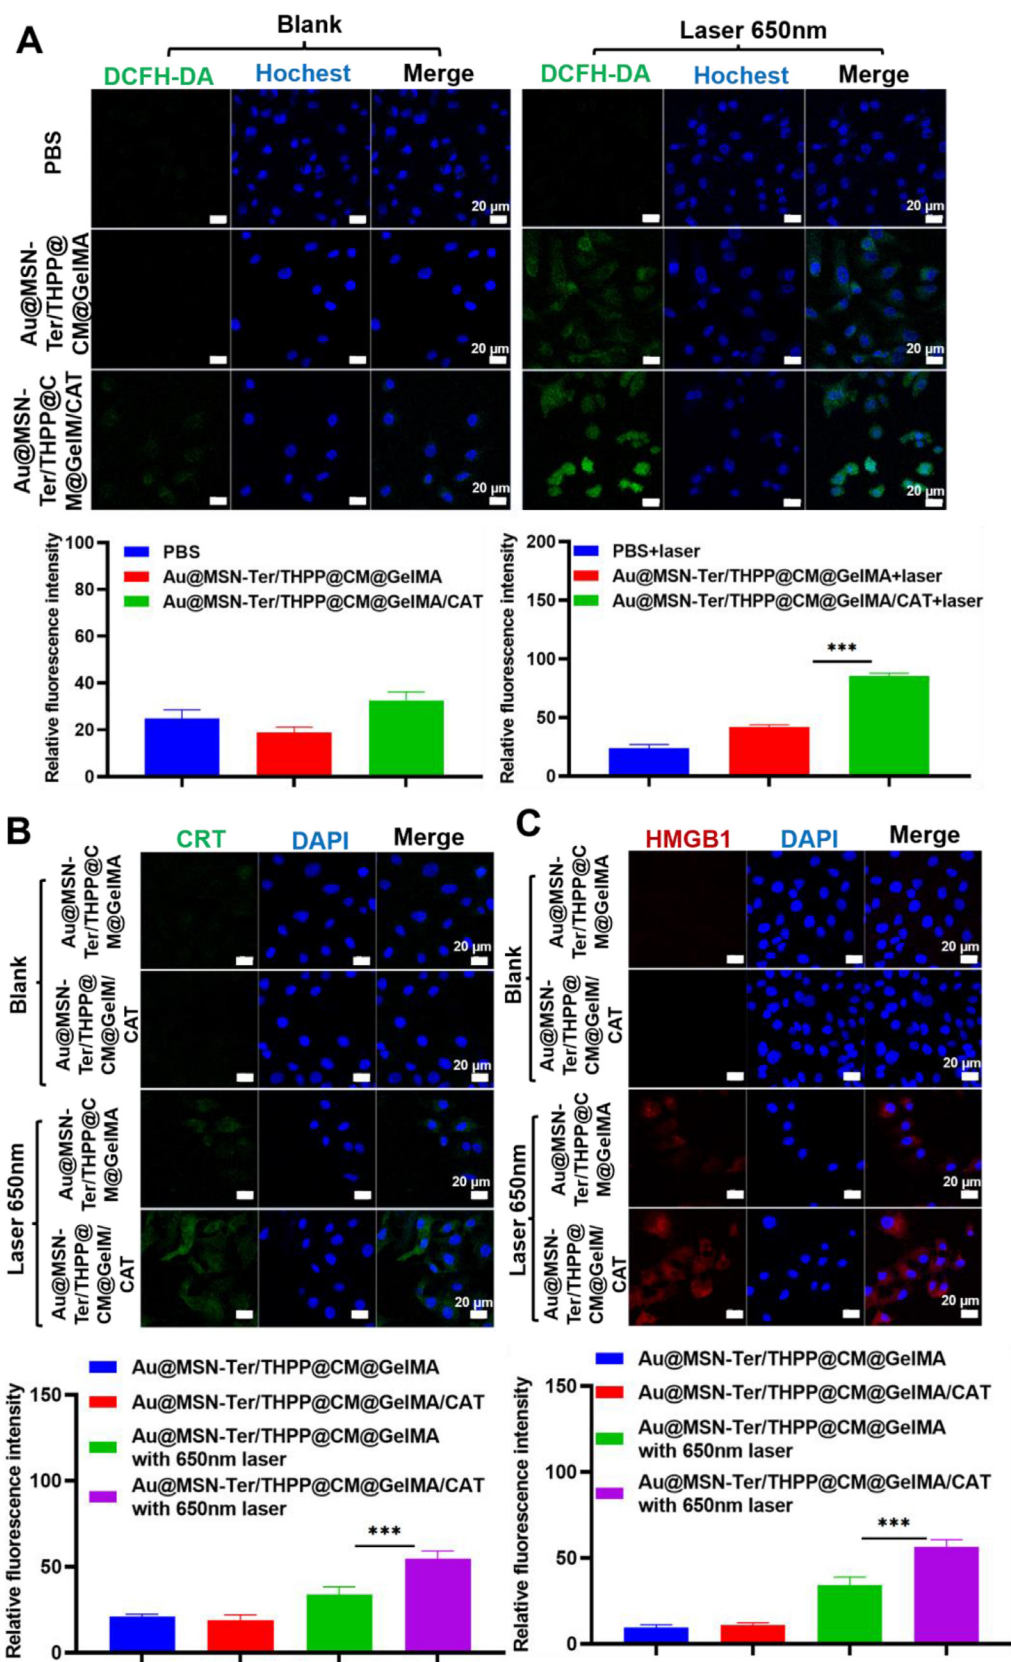 A
Blank
Laser 650nm
DCFH-DA Hochest Merge
DCFH-DA Hochest Merge
PBS
20 µm
20 µm
Au@MSN-
Ter/THPP@
CM@GelMA
20 µm
20 µm
Au@MSN-
Ter/THPP@C
M@GelM/CAT
20 µm
20 µm
Relative fluorescence intensity
100
80
60
40
20
0
PBS
Au@MSN-Ter/THPP@CM@GelMA
Au@MSN-Ter/THPP@CM@GelMA/CAT
Relative fluorescence intensity
200
150
100
50
0
PBS+laser
Au@MSN-Ter/THPP@CM@GelMA+laser
Au@MSN-Ter/THPP@CM@GelMA/CAT+laser
***
B
CRT DAPI Merge
Blank
Au@MSN-
Ter/THPP@C
M@GelMA
20 µm
Au@MSN-
Ter/THPP@
CM@GelM/
CAT
20 µm
Laser 650nm
Au@MSN-
Ter/THPP@C
M@GelMA
20 µm
Au@MSN-
Ter/THPP@
CM@GelM/
CAT
20 µm
Relative fluorescence intensity
150
100
50
0
Au@MSN-Ter/THPP@CM@GelMA
Au@MSN-Ter/THPP@CM@GelMA/CAT
Au@MSN-Ter/THPP@CM@GelMA
with 650nm laser
Au@MSN-Ter/THPP@CM@GelMA/CAT
with 650nm laser
***
C
HMGB1 DAPI Merge
Blank
Au@MSN-
Ter/THPP@C
M@GelMA
20 µm
Au@MSN-
Ter/THPP@
CM@GelM/
CAT
20 µm
Laser 650nm
Au@MSN-
Ter/THPP@C
M@GelMA
20 µm
Au@MSN-
Ter/THPP@
CM@GelM/
CAT
20 µm
Relative fluorescence intensity
150
100
50
0
Au@MSN-Ter/THPP@CM@GelMA
Au@MSN-Ter/THPP@CM@GelMA/CAT
Au@MSN-Ter/THPP@CM@GelMA
with 650nm laser
Au@MSN-Ter/THPP@CM@GelMA/CAT
with 650nm laser
***